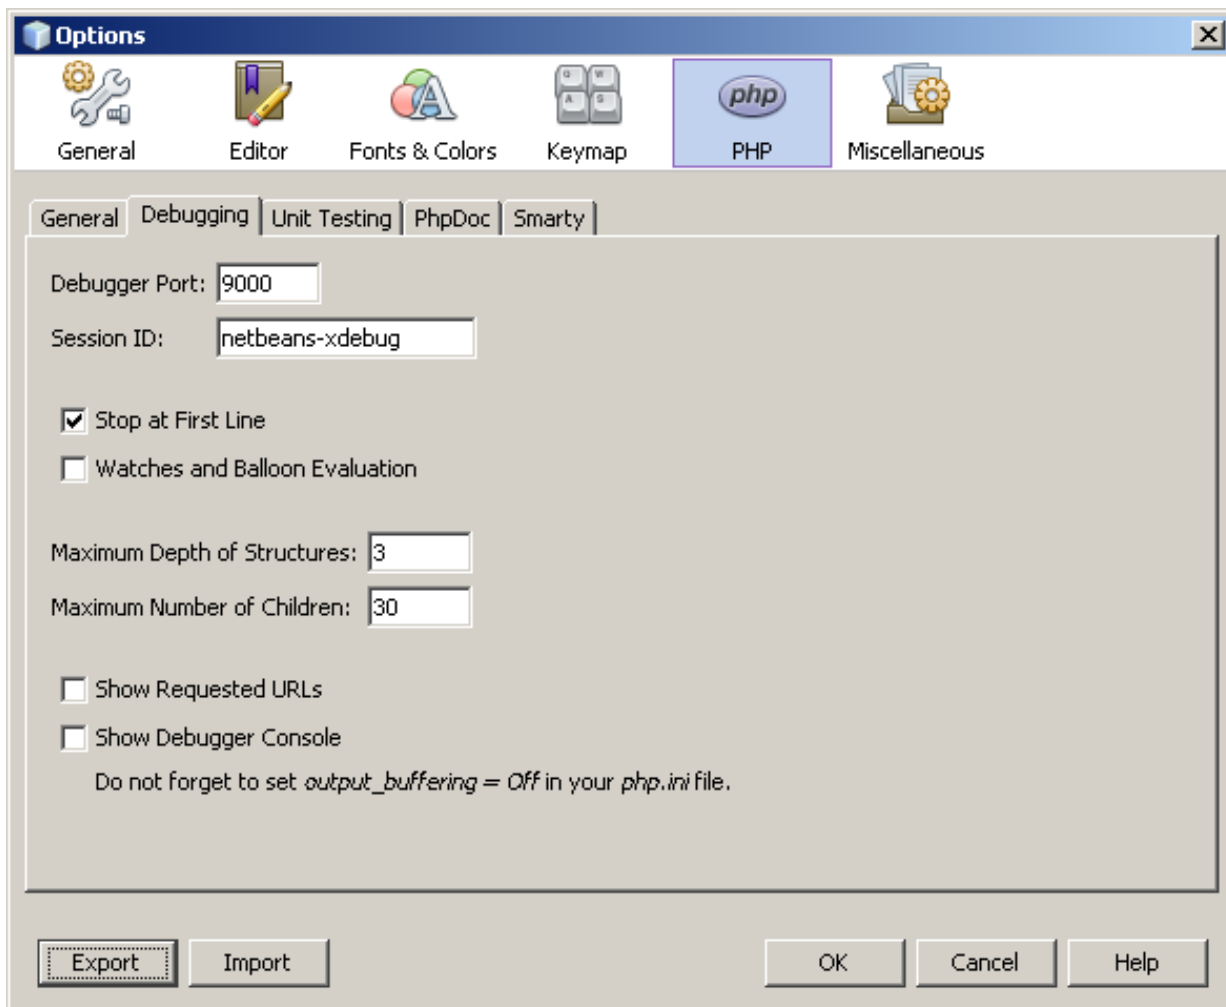 Options
php
General Editor Fonts & Colors Keymap PHP Miscellaneous
General Debugging Unit Testing PhpDoc Smarty
Debugger Port: 9000
Session ID: netbeans-xdebug
Stop at First Line
Watches and Balloon Evaluation
Maximum Depth of Structures: 3
Maximum Number of Children: 30
Show Requested URLs
Show Debugger Console
Do not forget to set output_buffering = Off in your php.ini file.
Export Import OK Cancel Help